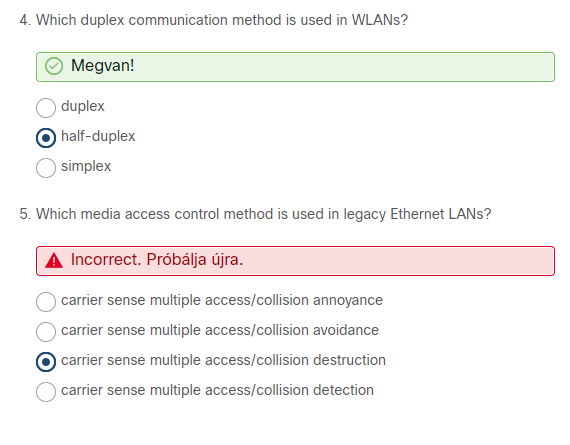 4. Which duplex communication method is used in WLANs?
Megvan!
duplex
half-duplex
simplex
5. Which media access control method is used in legacy Ethernet LANs?
Incorrect. Próbálja újra.
carrier sense multiple access/collision annoyance
carrier sense multiple access/collision avoidance
carrier sense multiple access/collision destruction
carrier sense multiple access/collision detection